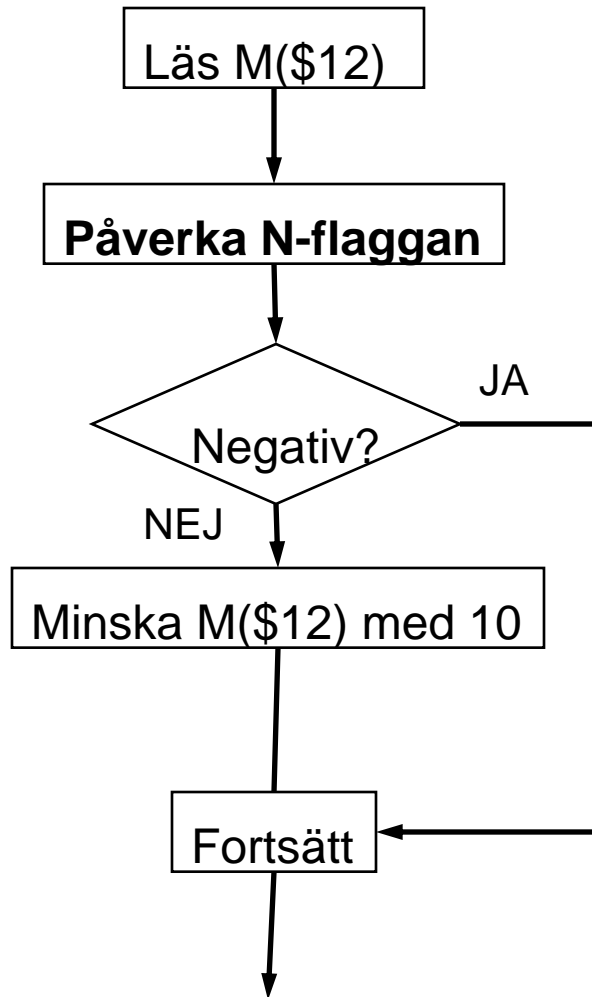 Läs M($12)
Påverka N-flaggan
JA
Negativ?
NEJ
Minska M($12) med 10
Fortsätt